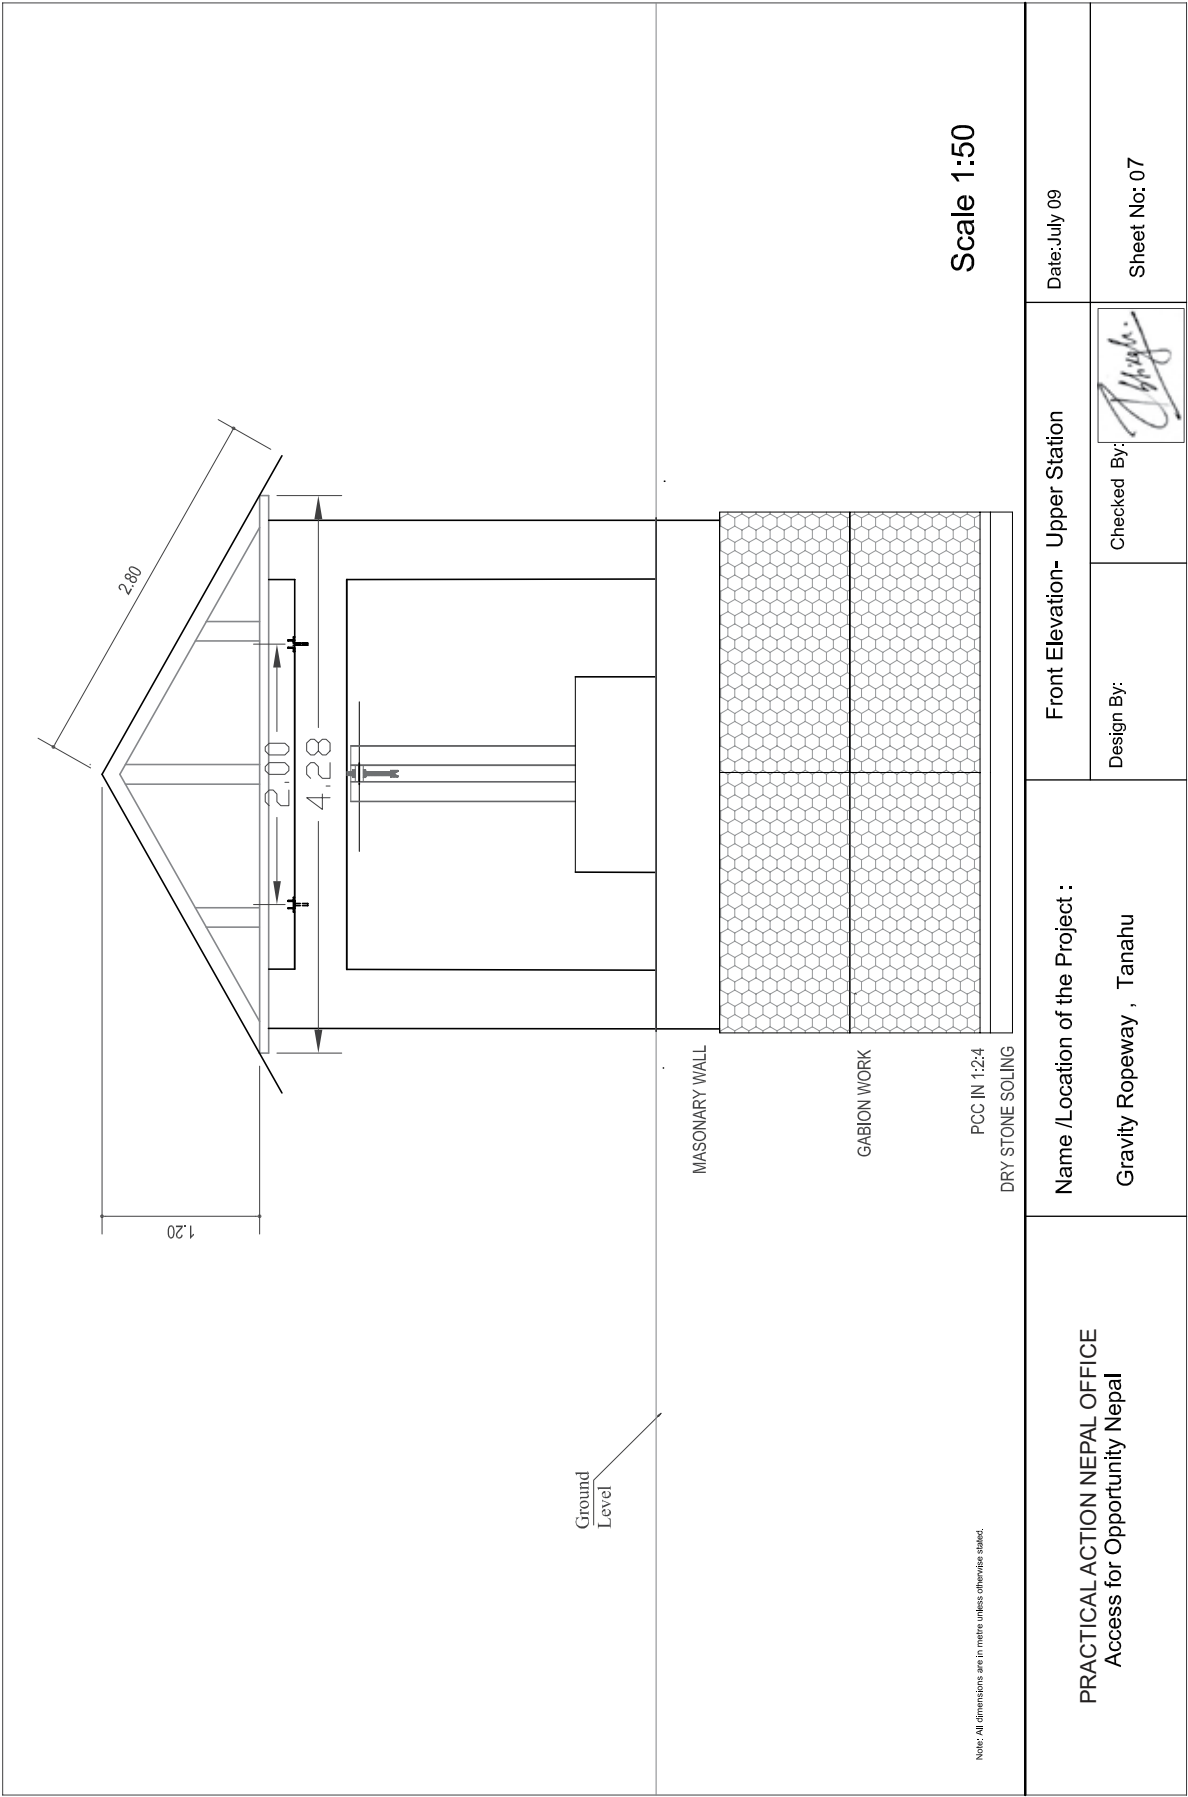 2.80
1.20
2.00
4.28
Ground
Level
MASONARY WALL
GABION WORK
PCC IN 1:2:4
DRY STONE SOLING
Scale 1:50
Note: All dimensions are in metre unless otherwise stated.
PRACTICAL ACTION NEPAL OFFICE
Access for Opportunity Nepal
Name /Location of the Project :
Gravity Ropeway , Tanahu
Front Elevation- Upper Station
Design By:
Checked By:
Date:July 09
Sheet No: 07